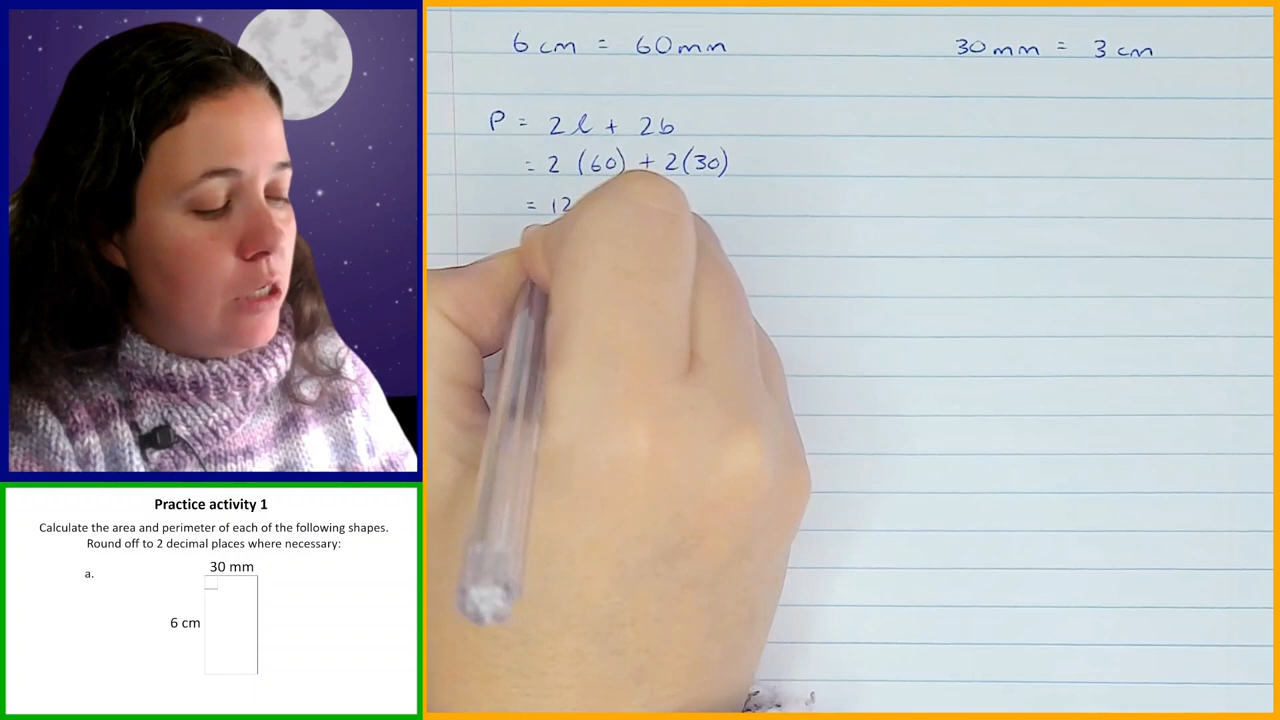 6 cm = 60 mm
30 mm = 3 cm
P = 2l + 2b
= 2 (60) + 2(30)
= 12
Practice activity 1
Calculate the area and perimeter of each of the following shapes.
Round off to 2 decimal places where necessary:
30 mm
a.
6 cm